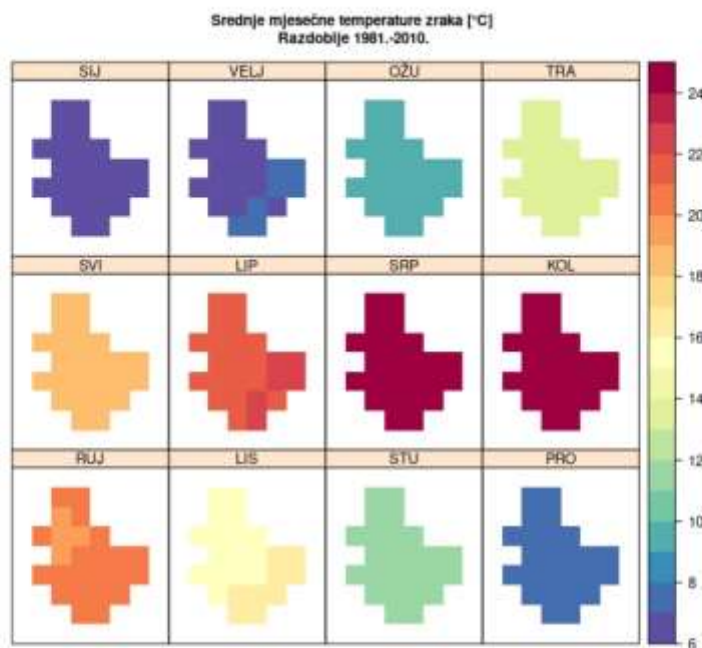 Srednje mjesečne temperature zraka [°C]
Razdoblje 1981.-2010.
SIJ VELJ OŽU TRA
SVI LIP SRP KOL
RUJ LIS STU PRO
24
22
20
18
16
14
12
10
8
6